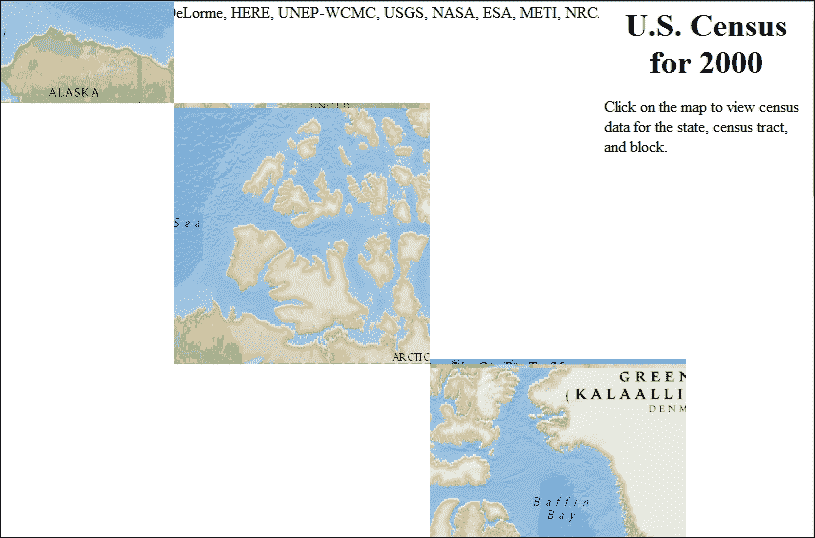 DeLorme, HERE, UNEP-WCMC, USGS, NASA, ESA, METI, NRC
U.S. Census
for 2000
ALASKA
Click on the map to view census
data for the state, census tract,
and block.
Sea
ARCTIC
GREEN
(KALAALLI
DENM
Baffin
Bay